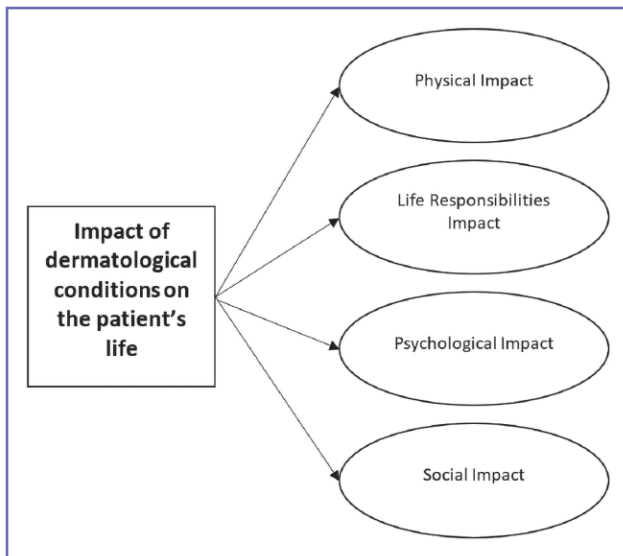 Physical Impact
Life Responsibilities
Impact
Impact of
dermatological
conditions on
the patient's
life
Psychological Impact
Social Impact